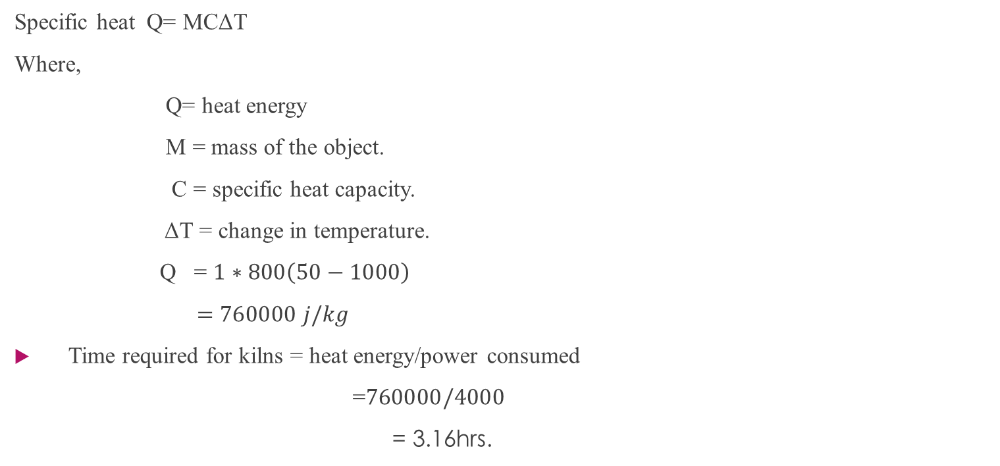 Specific heat Q= MCΔT
Where,
Q= heat energy
M = mass of the object.
C = specific heat capacity.
ΔT = change in temperature.
Q = 1 ∗ 800(50 − 1000)
= 760000 j/kg
Time required for kilns = heat energy/power consumed
=760000/4000
= 3.16hrs.